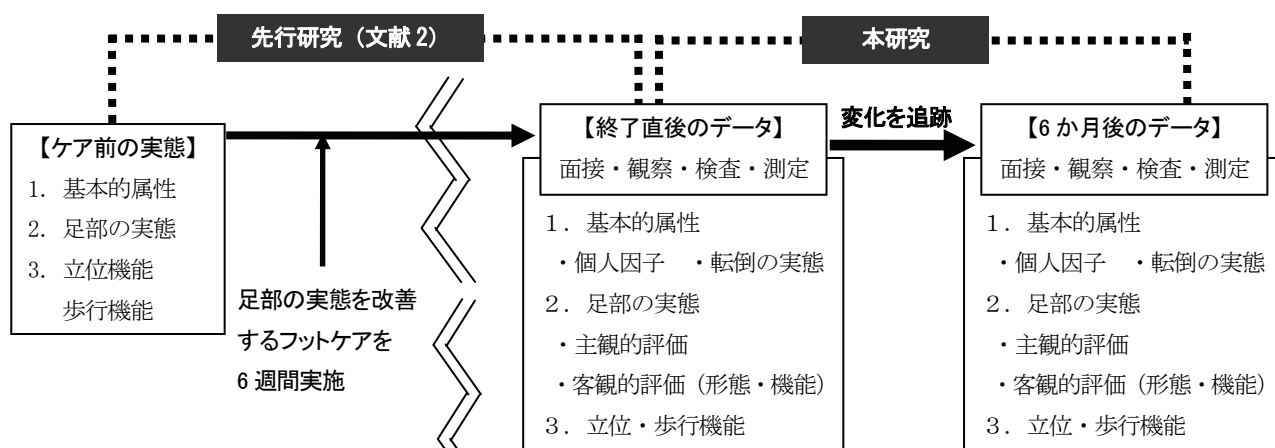 先行研究（文献2）
本研究
【ケア前の実態】
1. 基本的属性
2. 足部の実態
3. 立位機能
歩行機能
足部の実態を改善
するフットケアを
6週間実施
【終了直後のデータ】
面接・観察・検査・測定
1．基本的属性
・個人因子　・転倒の実態
2．足部の実態
・主観的評価
・客観的評価（形態・機能）
3．立位・歩行機能
変化を追跡
【6か月後のデータ】
面接・観察・検査・測定
1．基本的属性
・個人因子　・転倒の実態
2．足部の実態
・主観的評価
・客観的評価（形態・機能）
3．立位・歩行機能